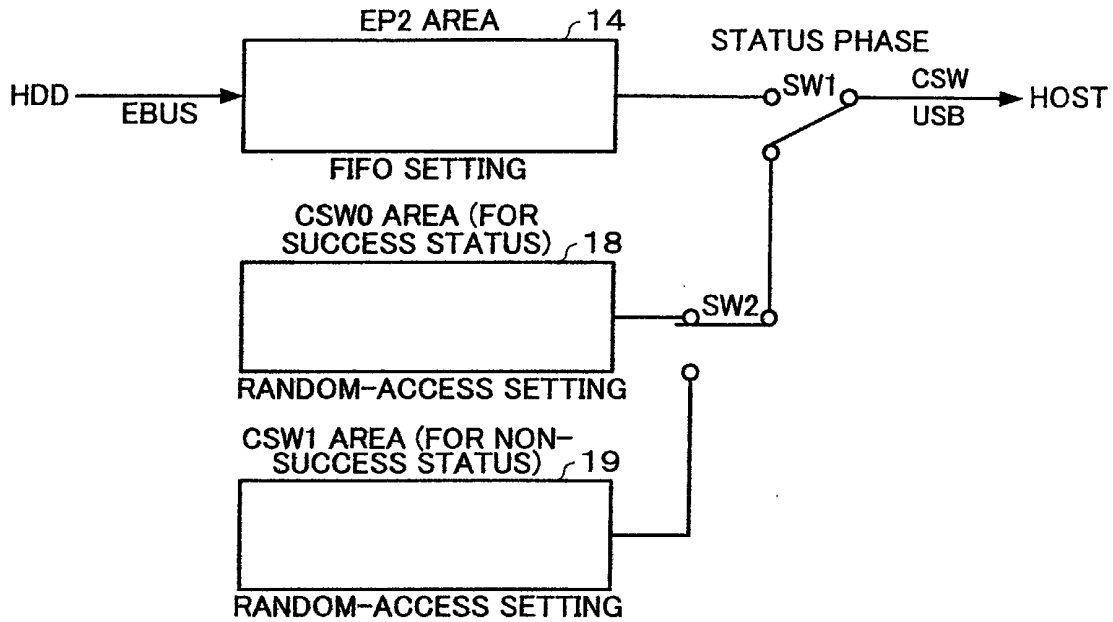 EP2 AREA
14
STATUS PHASE
HDD
EBUS
SW1
CSW
USB
HOST
FIFO SETTING
CSW0 AREA (FOR
SUCCESS STATUS)
18
SW2
RANDOM-ACCESS SETTING
CSW1 AREA (FOR NON-
SUCCESS STATUS)
19
RANDOM-ACCESS SETTING